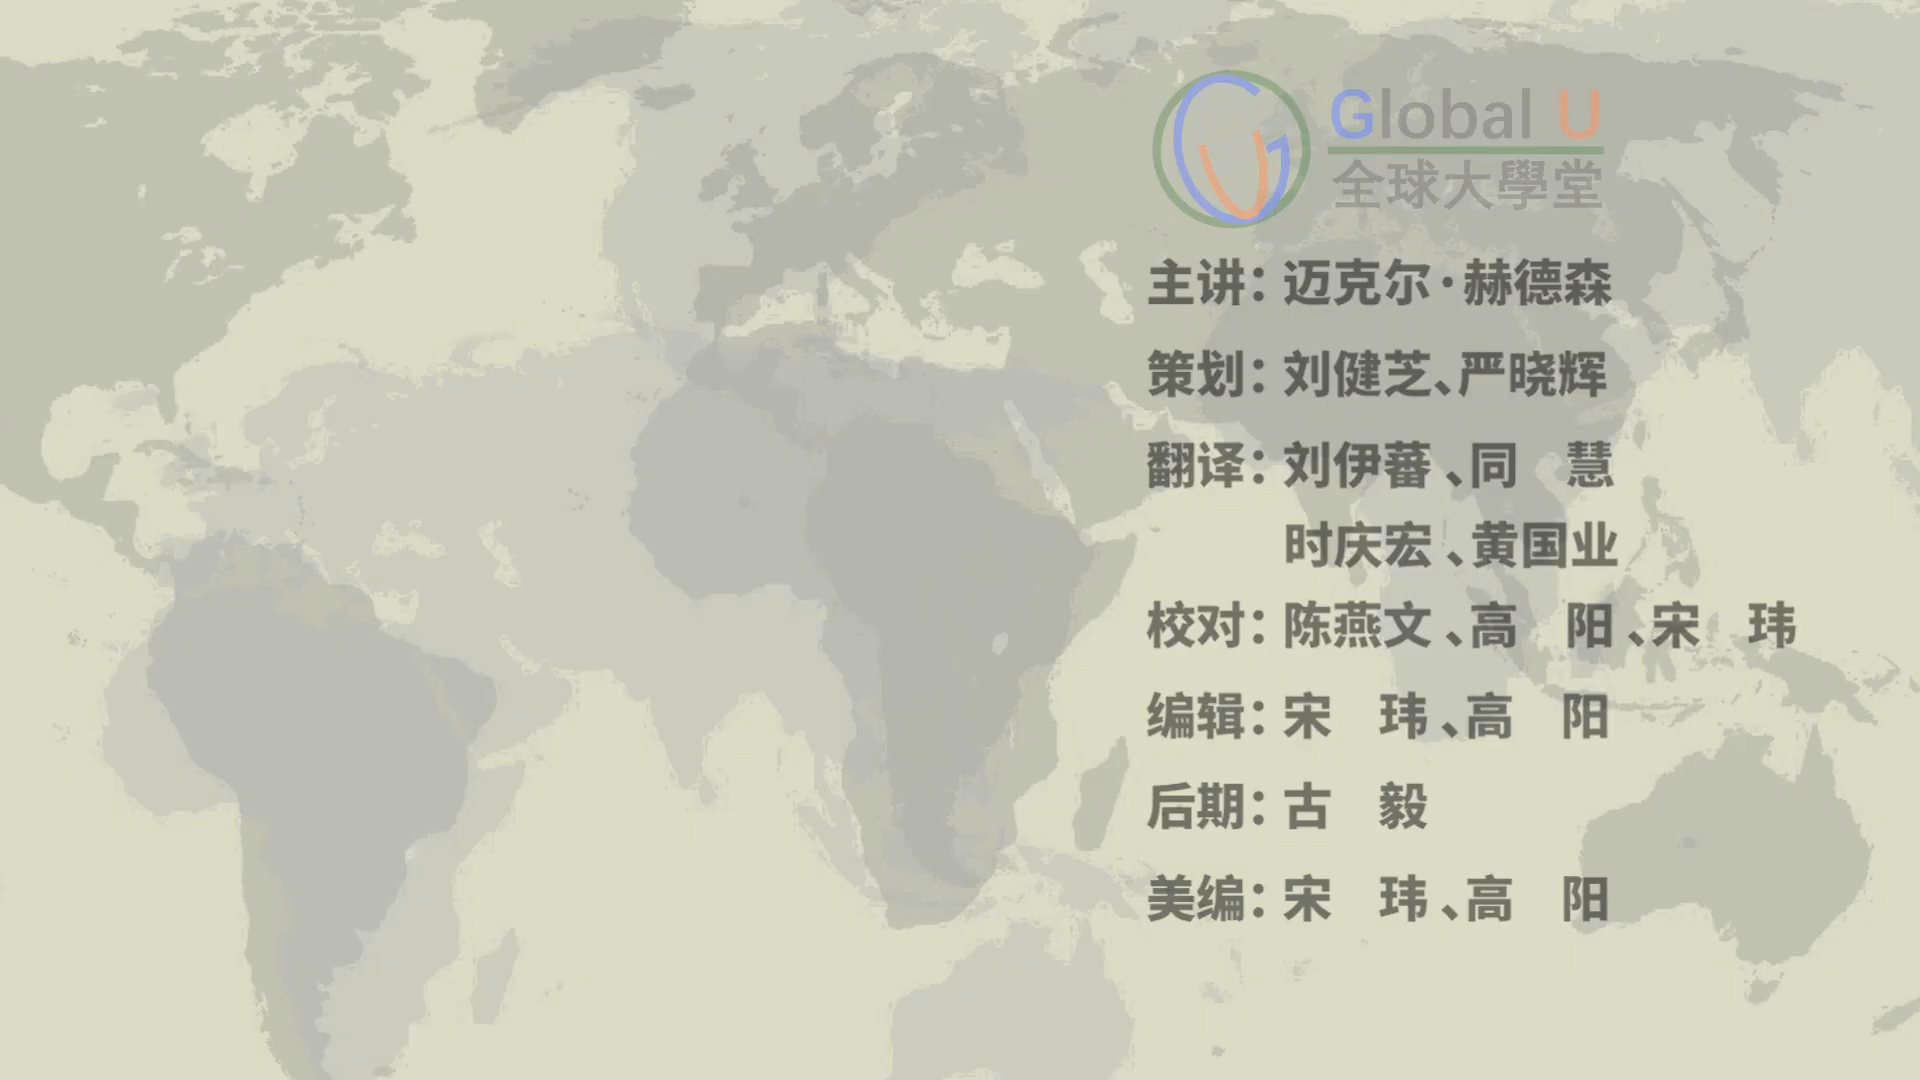 Global U
全球大學堂
主讲：迈克尔·赫德森
策划：刘健芝、严晓辉
翻译：刘伊蕃、同　慧
时庆宏、黄国业
校对：陈燕文、高　阳、宋　玮
编辑：宋　玮、高　阳
后期：古　毅
美编：宋　玮、高　阳